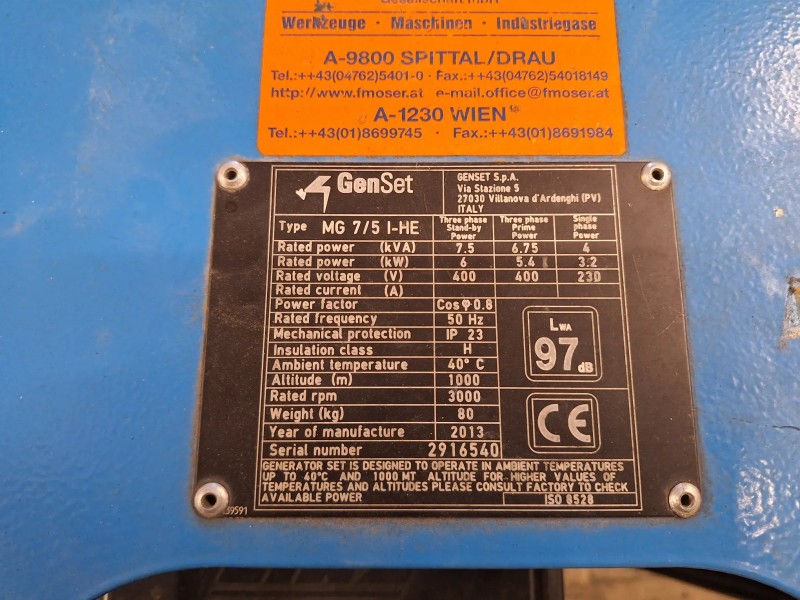 Gesellschaft mbH
Werkzeuge · Maschinen · Industriegase
A-9800 SPITTAL/DRAU
Tel.:++43(04762)5401-0 · Fax.:++43(04762)54018149
http://www.fmoser.at e-mail.office@fmoser.at
A-1230 WIEN
Tel.:++43(01)8699745 · Fax.:++43(01)8691984
GenSet
GENSET S.p.A.
Via Stazione 5
27030 Villanova d'Ardenghi (PV)
ITALY
Type MG 7/5 I-HE Three phase Stand-by Power Three phase Prime Power Single phase Power
Rated power (kVA) 7.5 6.75 4
Rated power (kW) 6 5.4 3.2
Rated voltage (V) 400 400 230
Rated current (A)
Power factor Cos φ 0.8
Rated frequency 50 Hz
Mechanical protection IP 23
Insulation class H
Ambient temperature 40° C
Altitude (m) 1000
Rated rpm 3000
Weight (kg) 80
Year of manufacture 2013
Serial number 2916540
LWA
97 dB
CE
GENERATOR SET IS DESIGNED TO OPERATE IN AMBIENT TEMPERATURES
UP TO 40°C AND 1000 MT ALTITUDE FOR HIGHER VALUES OF
TEMPERATURES AND ALTITUDES PLEASE CONSULT FACTORY TO CHECK
AVAILABLE POWER ISO 8528